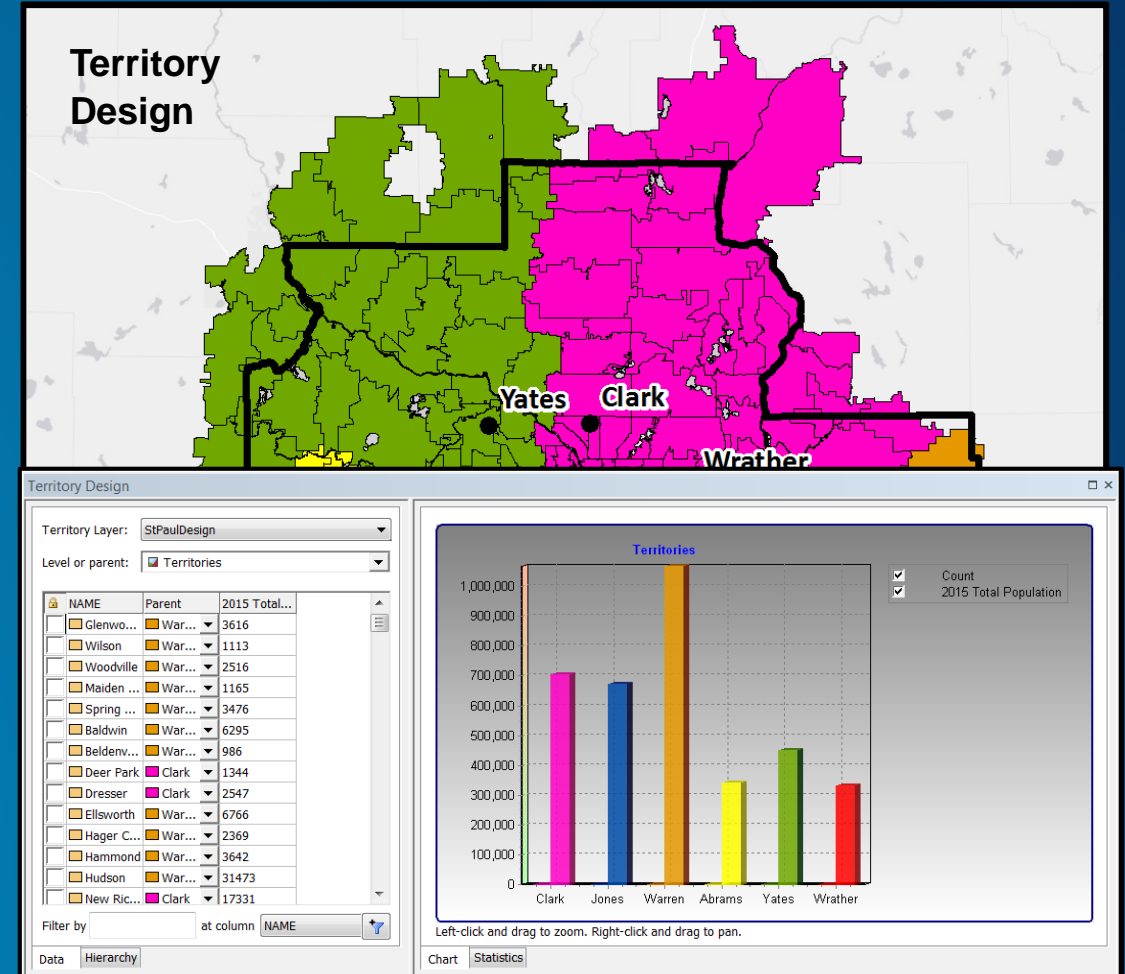 Territory
Design
Yates Clark
Wrather
Territory Design
Territory Layer: StPaulDesign
Level or parent: Territories
NAME Parent 2015 Total...
Glenwo... War... 3616
Wilson War... 1113
Woodville War... 2516
Maiden ... War... 1165
Spring ... War... 3476
Baldwin War... 6295
Beldenv... War... 986
Deer Park Clark 1344
Dresser Clark 2547
Ellsworth War... 6766
Hager C... War... 2369
Hammond War... 3642
Hudson War... 31473
New Ric... Clark 17331
Filter by at column NAME
Data Hierarchy
Territories
1,000,000
900,000
800,000
700,000
600,000
500,000
400,000
300,000
200,000
100,000
0
Clark Jones Warren Abrams Yates Wrather
Count
2015 Total Population
Left-click and drag to zoom. Right-click and drag to pan.
Chart Statistics